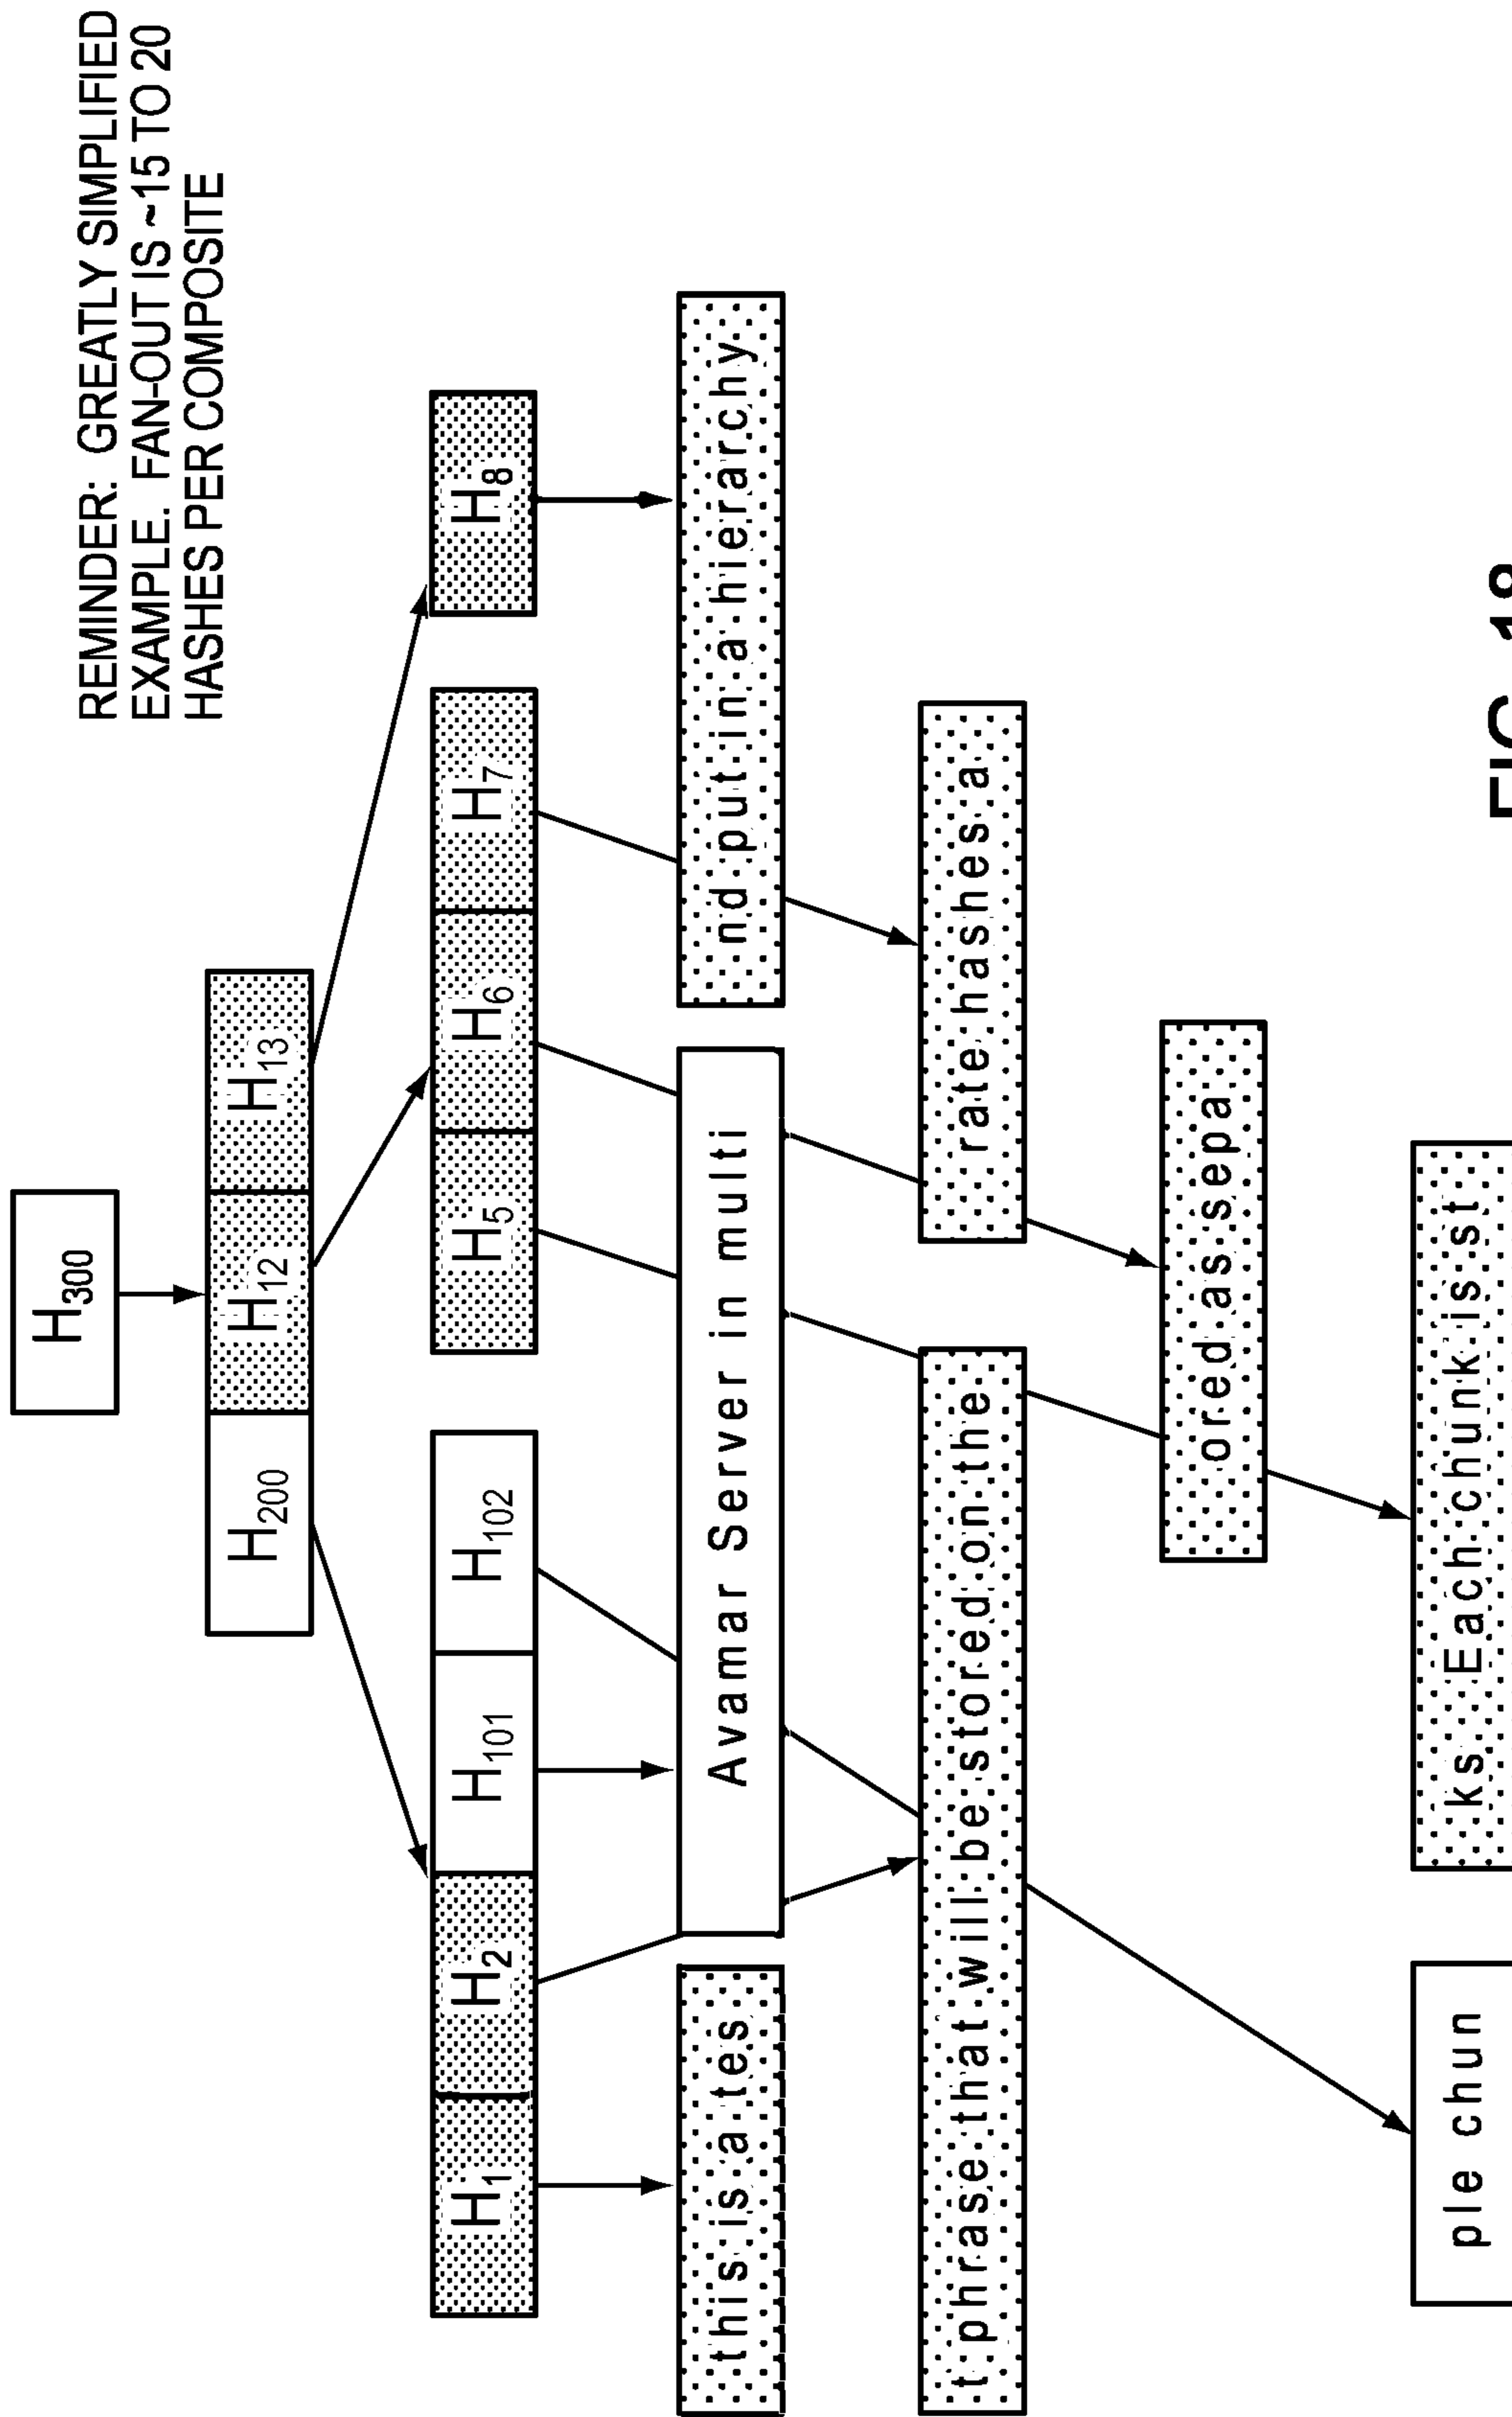 REMINDER: GREATLY SIMPLIFIED
EXAMPLE. FAN-OUT IS ~15 TO 20
HASHES PER COMPOSITE
H300
H200 H12 H13
H1 H2 H101 H102 H5 H6 H7 H8
this is a tes Avamar Server in multi nd put in a hierarchy
t phrase that will be stored on the rate hashes a
ored as sepa
ple chun ks. Each chunk is st